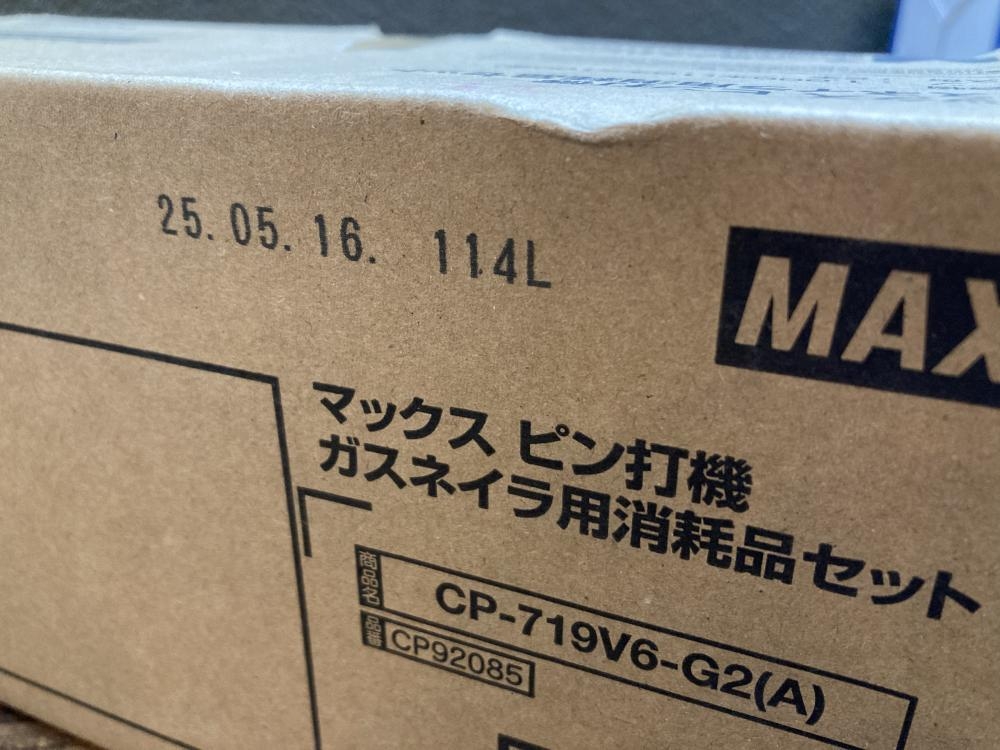 25.05.16. 114L
MAX
マックス ピン打機
ガスネイラ用消耗品セット
商品名
CP-719V6-G2(A)
品番
CP92085